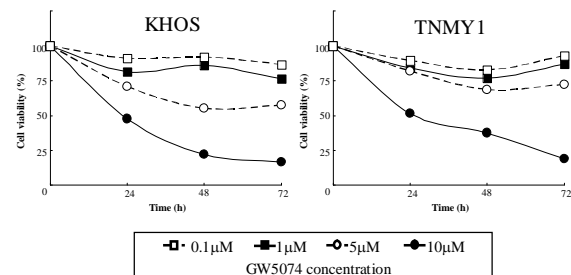 KHOS
TNMY1
Cell viability (%)
100
75
50
25
0
24
48
72
Time (h)
Cell viability (%)
100
75
50
25
0
24
48
72
Time (h)
0.1μM
1μM
5μM
10μM
GW5074 concentration